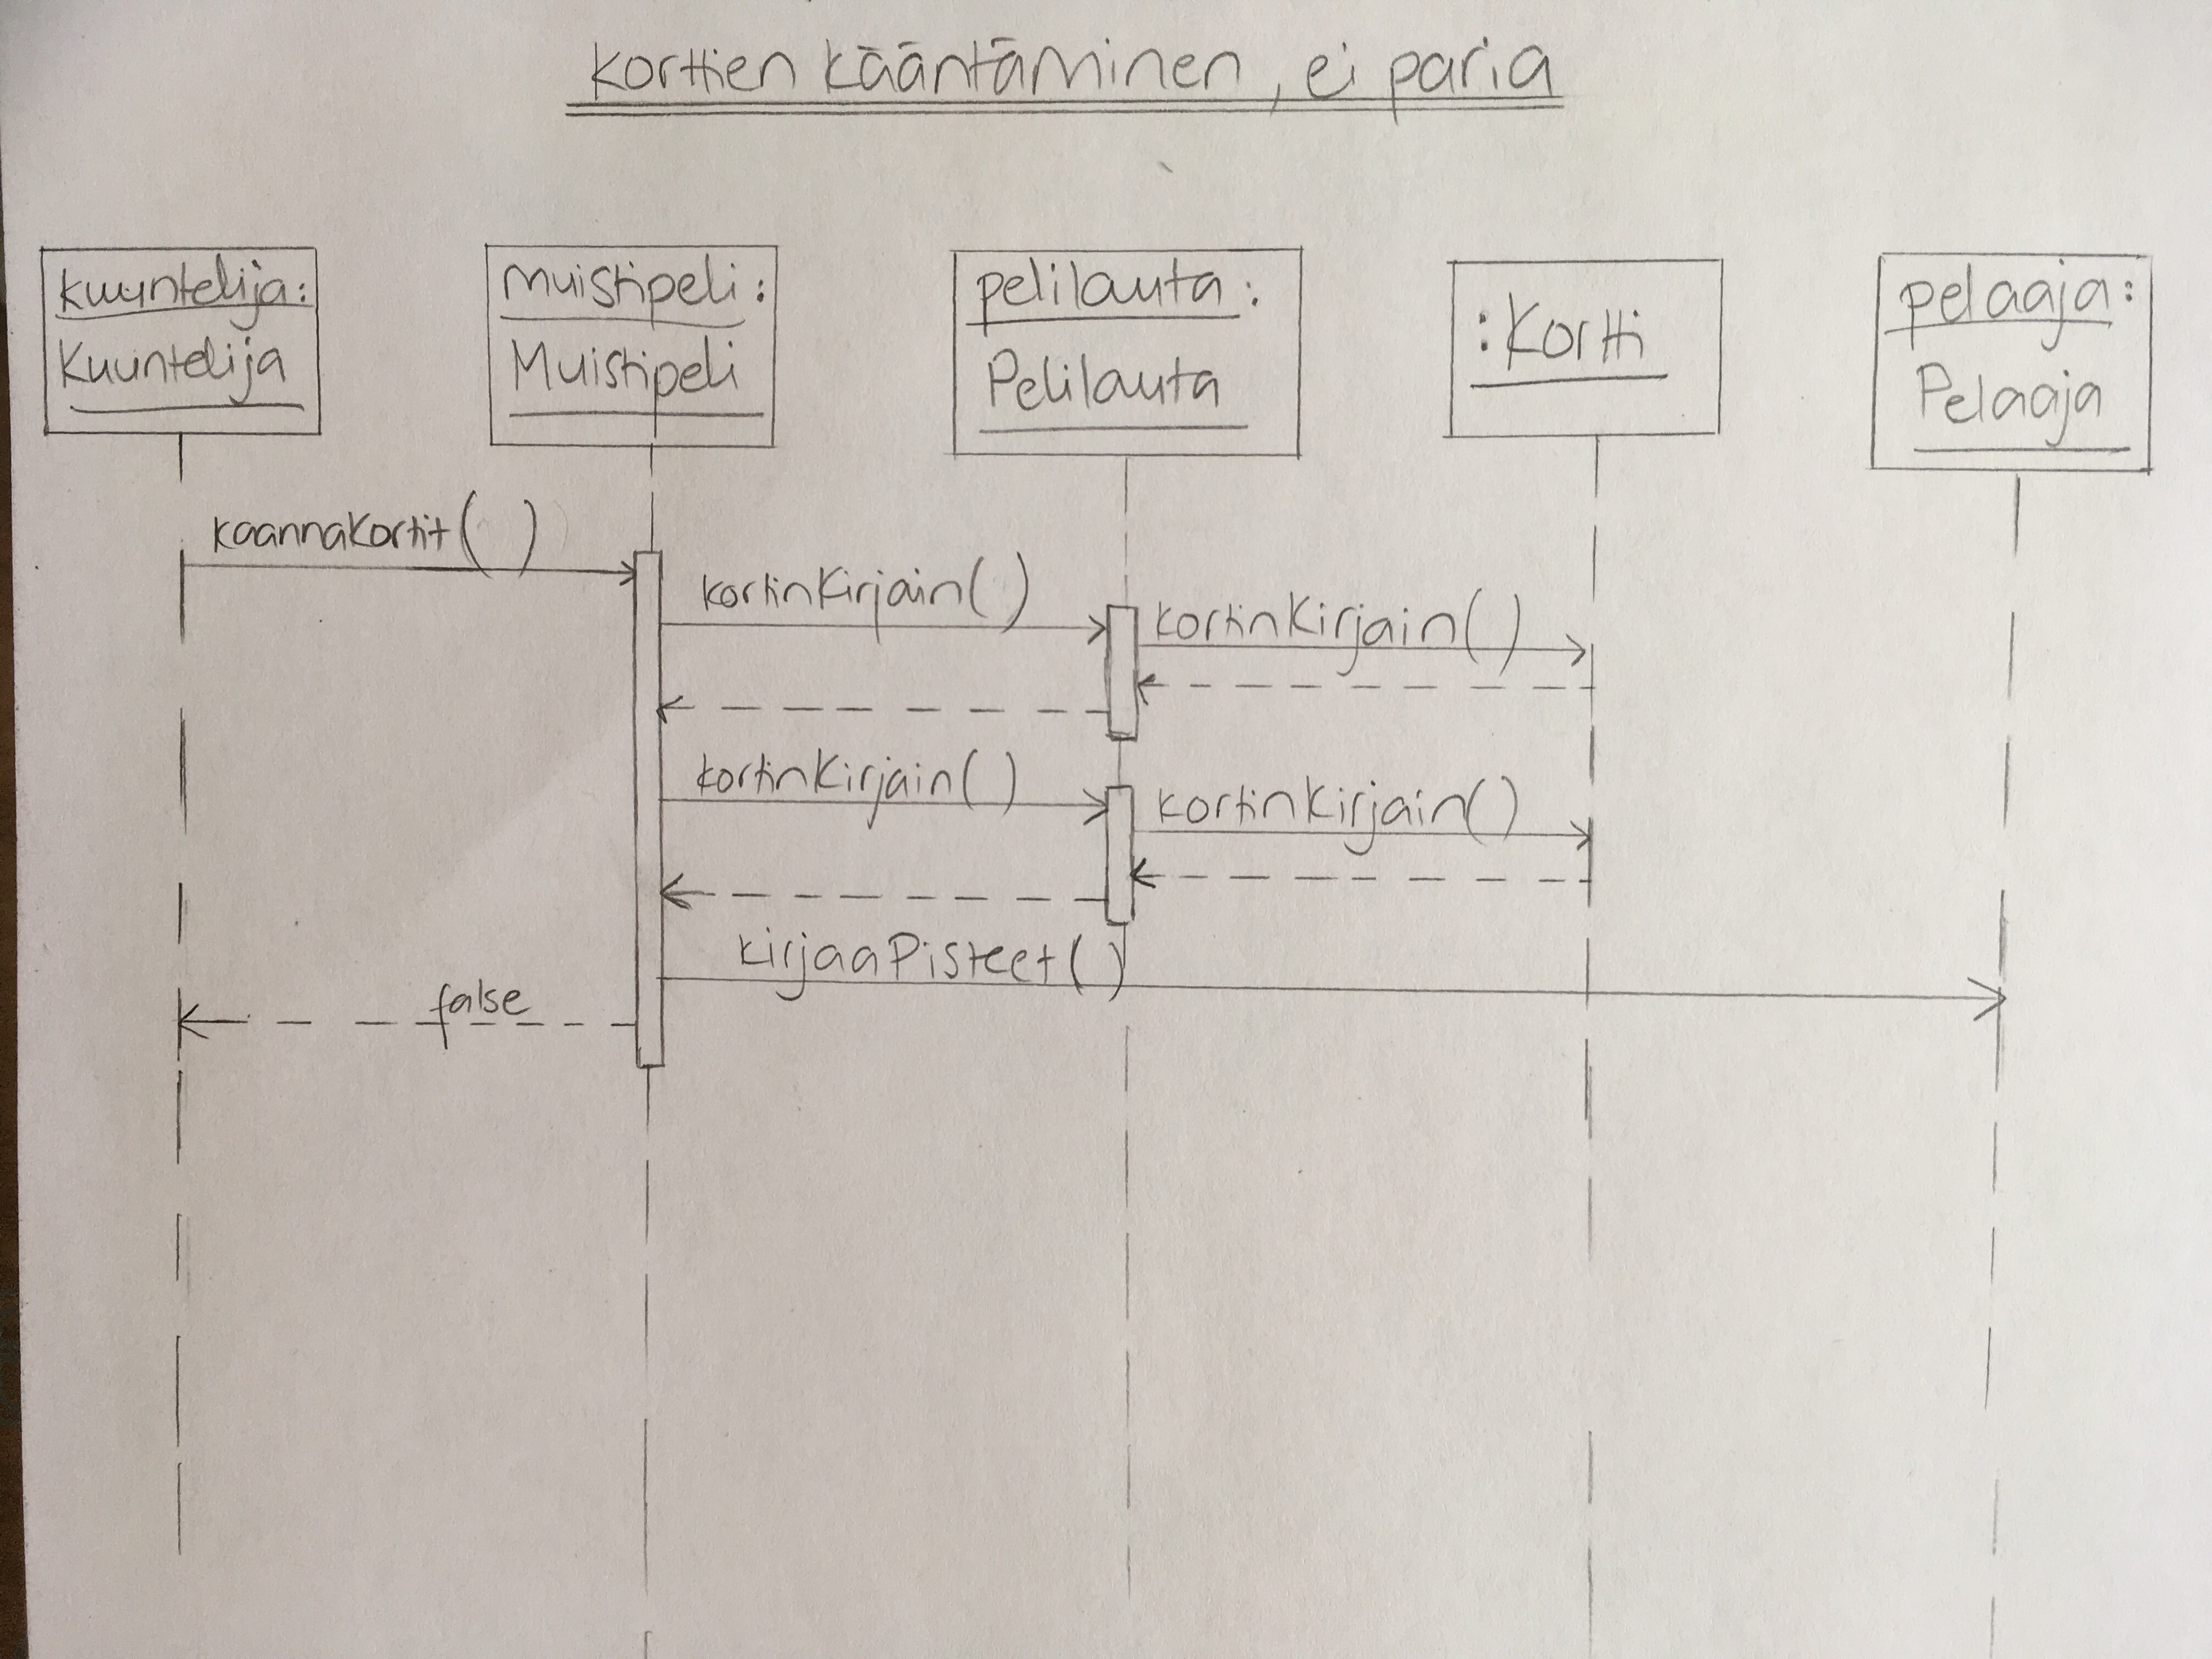 korttien kääntäminen, ei paria
kuuntelija:
Kuuntelija
muistipeli:
Muistipeli
pelilauta:
Pelilauta
:Kortti
pelaaja:
Pelaaja
kaannaKortit( )
kortinKirjain( )
kortinKirjain( )
kortinKirjain( )
kortinKirjain( )
kirjaaPisteet( )
false